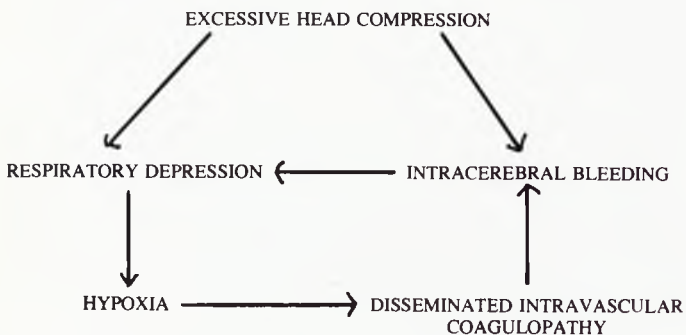 EXCESSIVE HEAD COMPRESSION
RESPIRATORY DEPRESSION
INTRACEREBRAL BLEEDING
HYPOXIA
DISSEMINATED INTRAVASCULAR
COAGULOPATHY